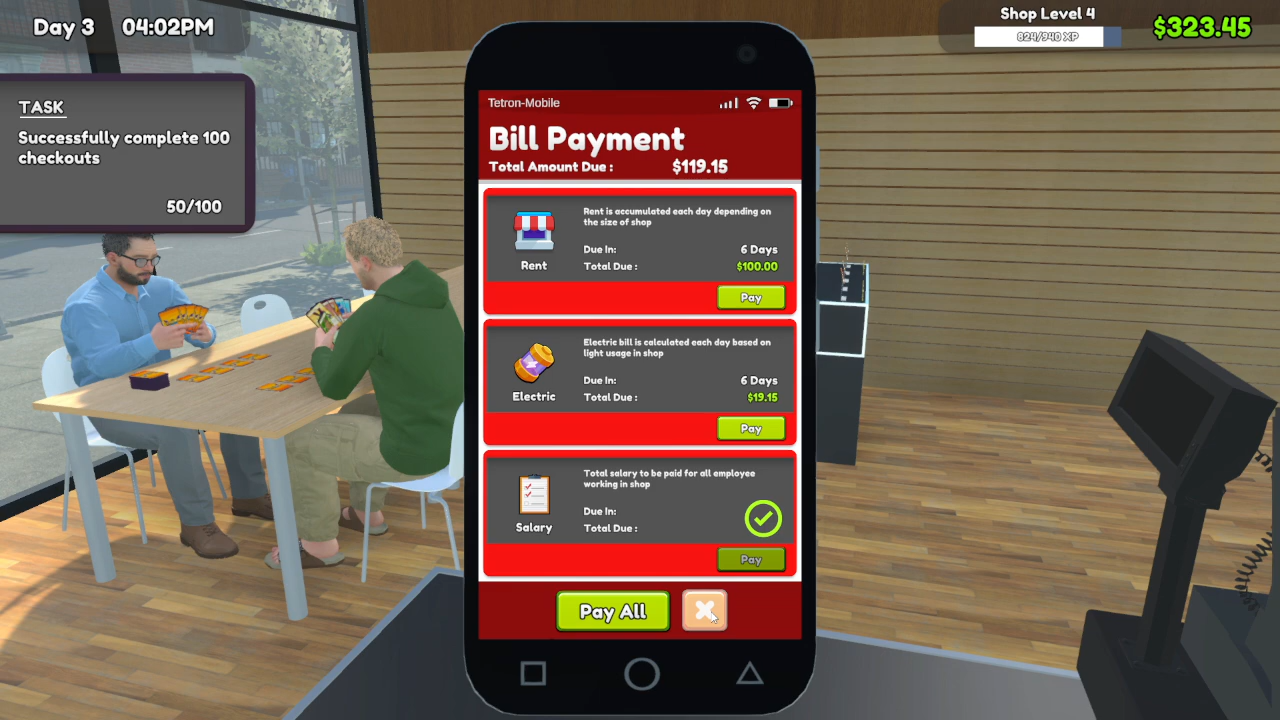 Day 3 04:02PM
Shop Level 4
824/940 XP
$323.45
TASK
Successfully complete 100
checkouts
50/100
Tetron-Mobile
Bill Payment
Total Amount Due : $119.15
Rent is accumulated each day depending on
the size of shop
Due In: 6 Days
Total Due : $100.00
Rent
Pay
Electric bill is calculated each day based on
light usage in shop
Due In: 6 Days
Total Due : $19.15
Electric
Pay
Total salary to be paid for all employee
working in shop
Due In:
Total Due :
Salary
Pay
Pay All